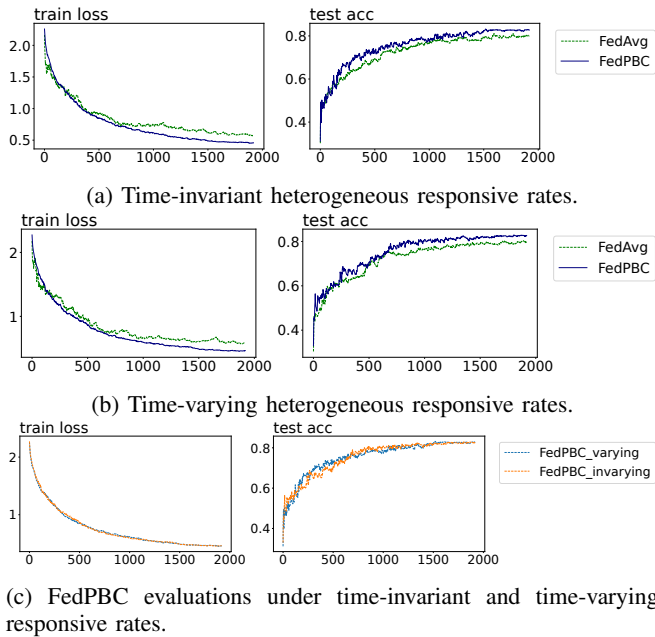 train loss
test acc
2.0
1.5
1.0
0.5
0 500 1000 1500 2000
0.8
0.6
0.4
0 500 1000 1500 2000
FedAvg
FedPBC
(a) Time-invariant heterogeneous responsive rates.
train loss
test acc
2
1
0 500 1000 1500 2000
0.8
0.6
0.4
0 500 1000 1500 2000
FedAvg
FedPBC
(b) Time-varying heterogeneous responsive rates.
train loss
test acc
2
1
0 500 1000 1500 2000
0.8
0.6
0.4
0 500 1000 1500 2000
FedPBC_varying
FedPBC_invarying
(c) FedPBC evaluations under time-invariant and time-varying
responsive rates.